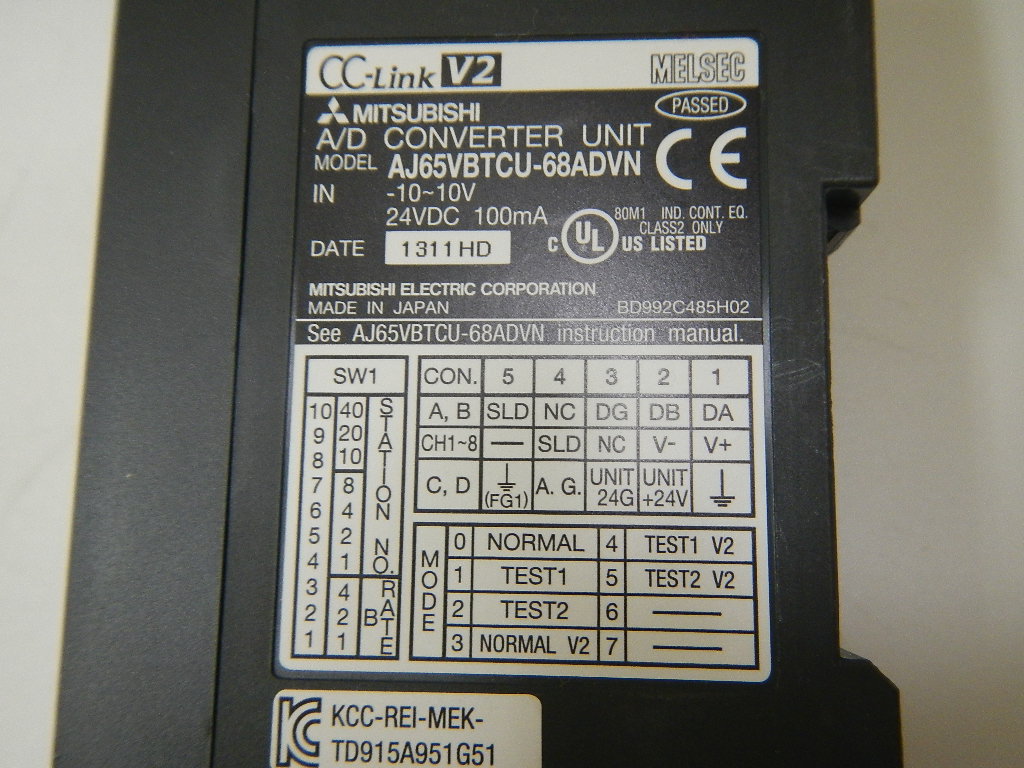 CC-Link V2 MELSEC
MITSUBISHI PASSED
A/D CONVERTER UNIT CE
MODEL AJ65VBTCU-68ADVN
IN -10~10V
24VDC 100mA
80M1 IND. CONT. EQ.
CLASS2 ONLY
C UL US LISTED
DATE 1311HD
MITSUBISHI ELECTRIC CORPORATION
MADE IN JAPAN BD992C485H02
See AJ65VBTCU-68ADVN instruction manual.
SW1
10 40
9 20
8 10
7 8
6 4
5 2
4 1
3 4
2 2
1 1
STATION NO.
B RATE
CON. 5 4 3 2 1
A, B SLD NC DG DB DA
CH1~8 — SLD NC V- V+
C, D (FG1) A. G. UNIT 24G UNIT +24V
MODE
0 NORMAL 4 TEST1 V2
1 TEST1 5 TEST2 V2
2 TEST2 6 ——
3 NORMAL V2 7 ——
KCC-REI-MEK-
TD915A951G51